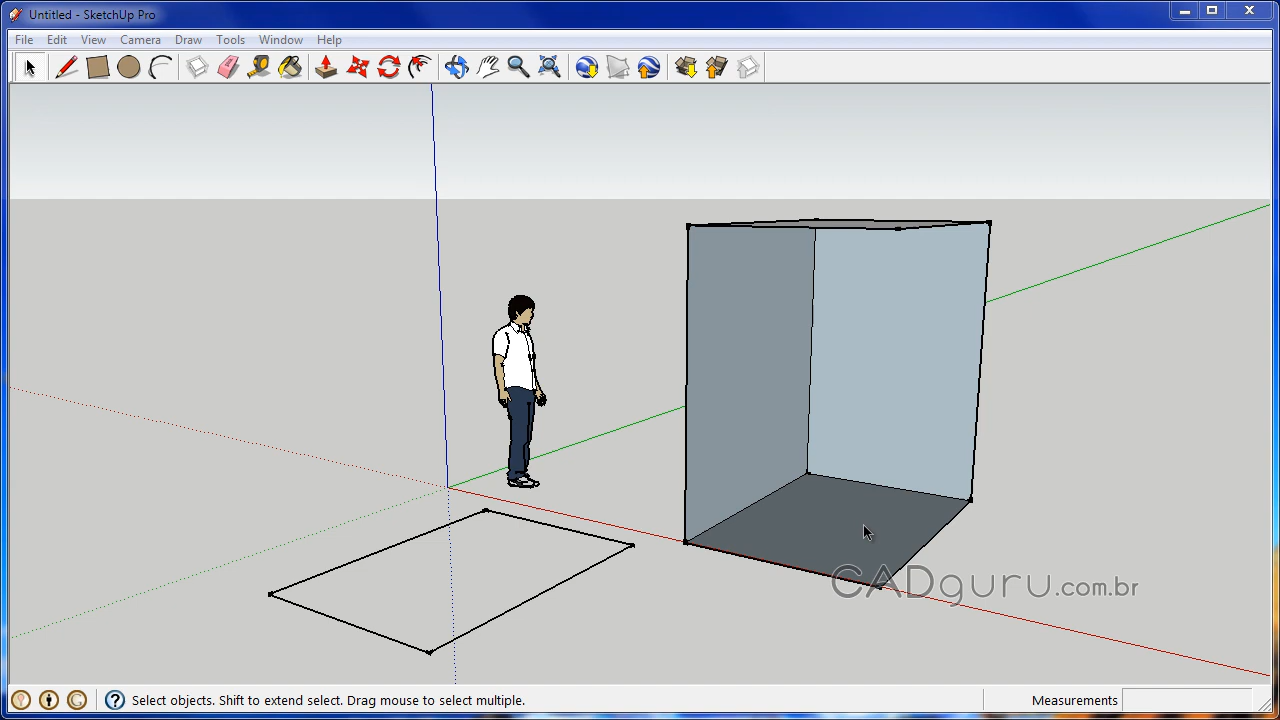 Untitled - SketchUp Pro
File Edit View Camera Draw Tools Window Help
CADguru.com.br
Select objects. Shift to extend select. Drag mouse to select multiple.
Measurements